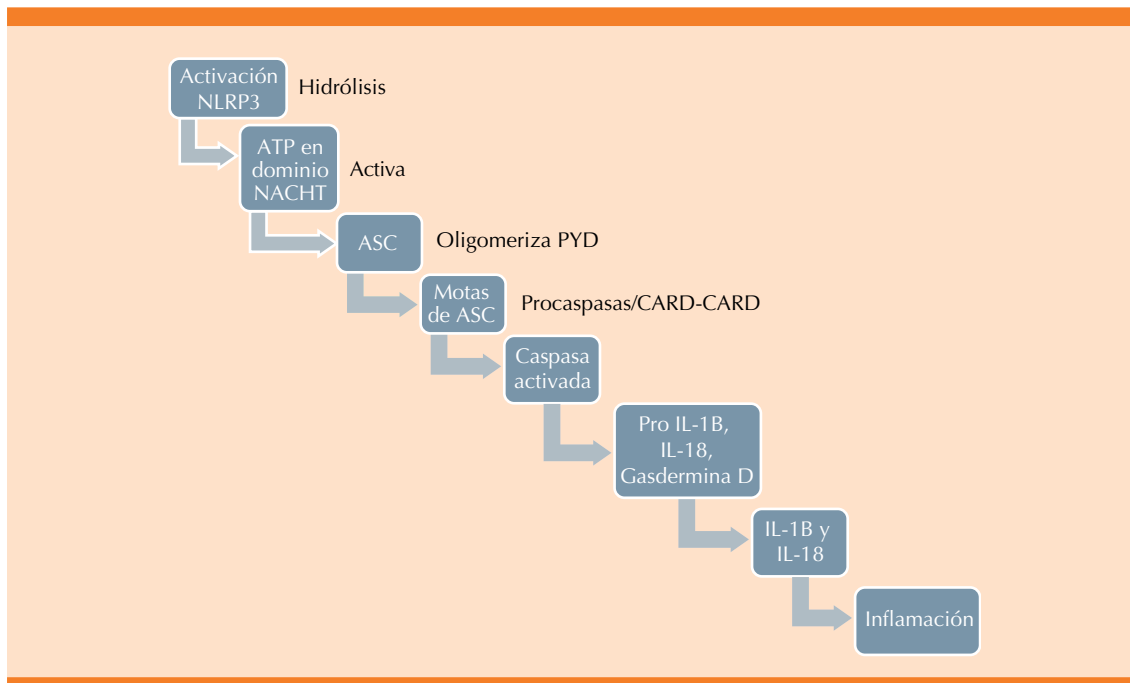 Activación
NLRP3
Hidrólisis
ATP en
dominio
NACHT
Activa
ASC
Oligomeriza PYD
Motas
de ASC
Procaspasas/CARD-CARD
Caspasa
activada
Pro IL-1B,
IL-18,
Gasdermina D
IL-1B y
IL-18
Inflamación